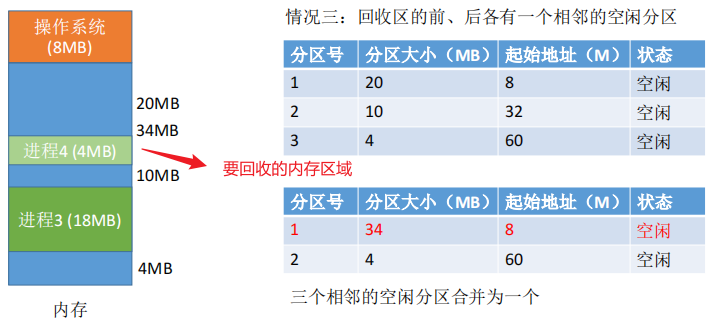 操作系统
(8MB)
20MB
34MB
进程4 (4MB)
10MB
进程3 (18MB)
4MB
内存
要回收的内存区域
情况三：回收区的前、后各有一个相邻的空闲分区
分区号 分区大小（MB） 起始地址（M） 状态
1 20 8 空闲
2 10 32 空闲
3 4 60 空闲
分区号 分区大小（MB） 起始地址（M） 状态
1 34 8 空闲
2 4 60 空闲
三个相邻的空闲分区合并为一个